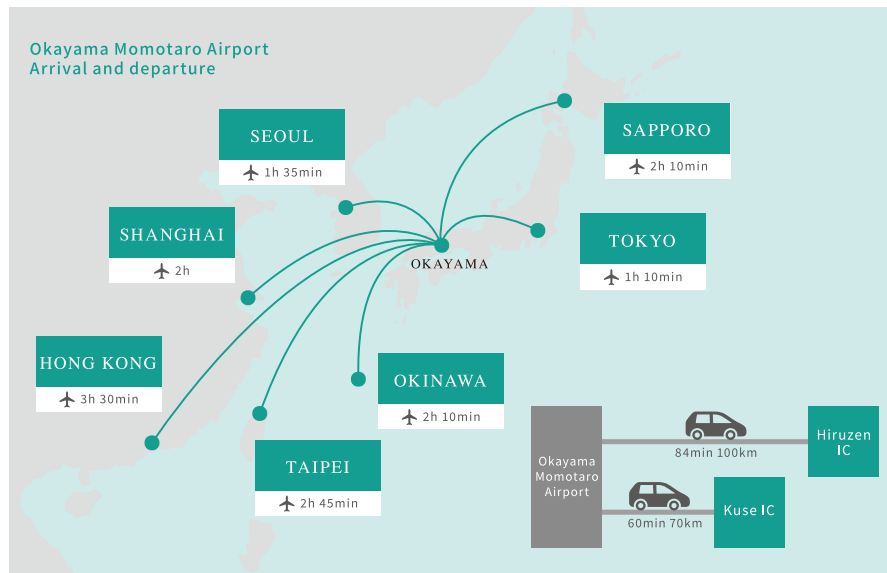 Okayama Momotaro Airport
Arrival and departure
SEOUL
1h 35min
SAPPORO
2h 10min
SHANGHAI
2h
TOKYO
1h 10min
OKAYAMA
HONG KONG
3h 30min
OKINAWA
2h 10min
TAIPEI
2h 45min
Okayama
Momotaro
Airport
84min 100km
Hiruzen
IC
60min 70km
Kuse IC